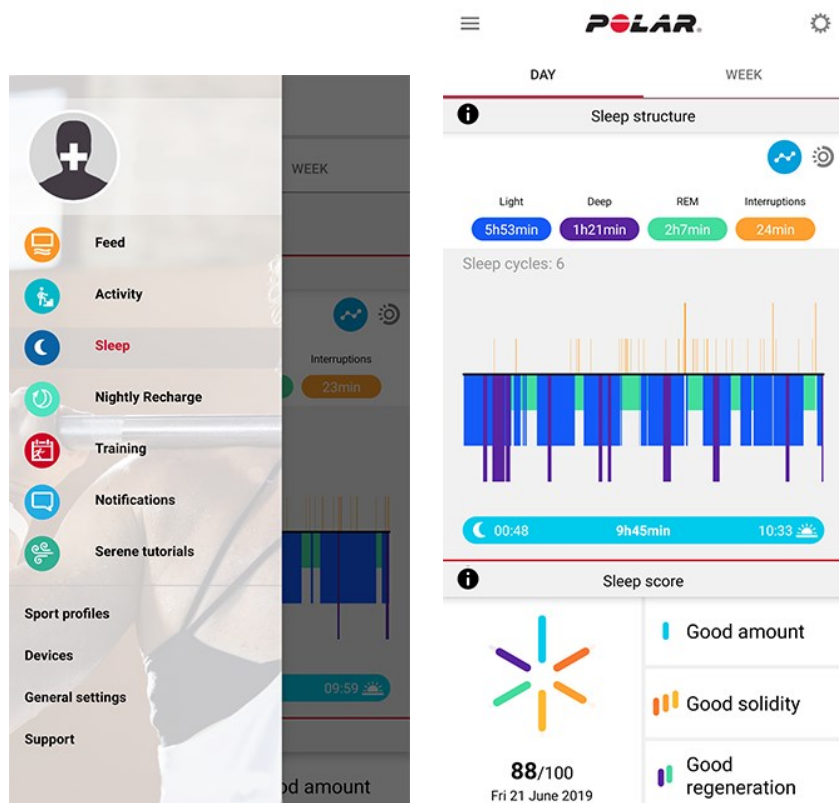 WEEK
Feed
Activity
Sleep
Interruptions
Nightly Recharge
23min
Training
Notifications
Serene tutorials
Sport profiles
Devices
General settings
09:59
Support
od amount
POLAR.
DAY WEEK
Sleep structure
Light Deep REM Interruptions
5h53min 1h21min 2h7min 24min
Sleep cycles: 6
00:48 9h45min 10:33
Sleep score
Good amount
Good solidity
88/100
Fri 21 June 2019
Good
regeneration